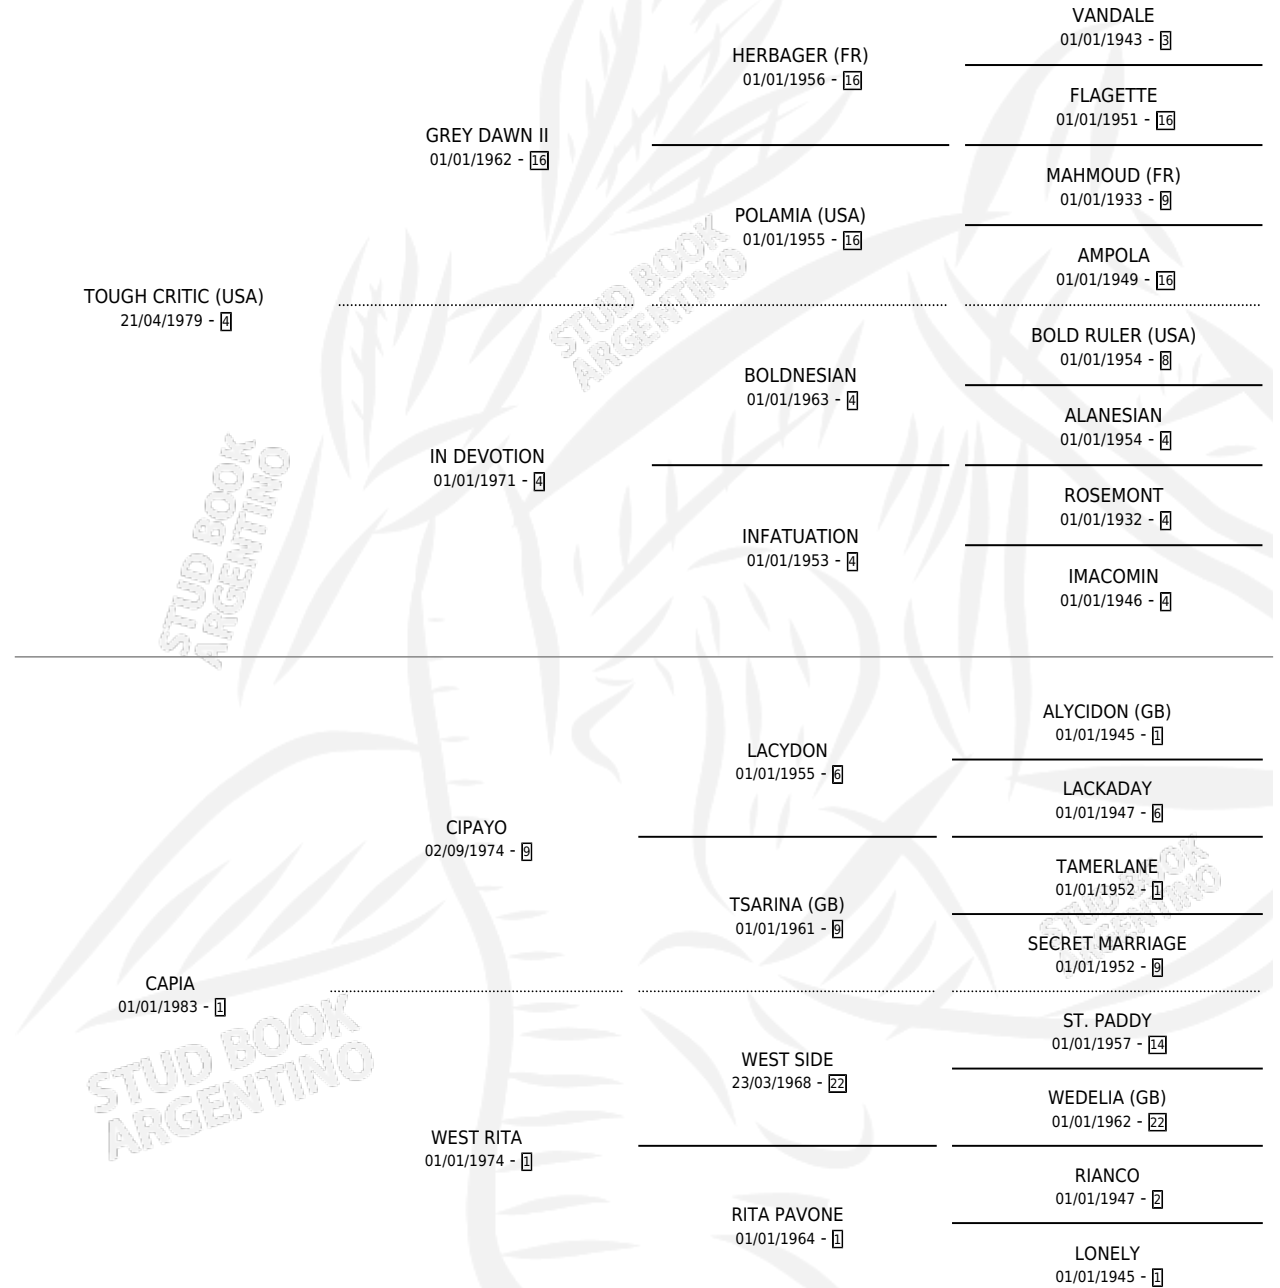 VANDALE
01/01/1943 - 3
HERBAGER (FR)
01/01/1956 - 16
FLAGETTE
01/01/1951 - 16
GREY DAWN II
01/01/1962 - 16
MAHMOUD (FR)
01/01/1933 - 9
POLAMIA (USA)
01/01/1955 - 16
AMPOLA
01/01/1949 - 16
TOUGH CRITIC (USA)
21/04/1979 - 4
STUD BOOK
ARGENTINO
BOLD RULER (USA)
01/01/1954 - 8
BOLDNESIAN
01/01/1963 - 4
ALANESIAN
01/01/1954 - 4
IN DEVOTION
01/01/1971 - 4
ROSEMONT
01/01/1932 - 4
INFATUATION
01/01/1953 - 4
IMACOMIN
01/01/1946 - 4
STUD BOOK
ARGENTINO
ALYCIDON (GB)
01/01/1945 - 1
LACYDON
01/01/1955 - 6
LACKADAY
01/01/1947 - 6
CIPAYO
02/09/1974 - 9
TAMERLANE
01/01/1952 - 1
TSARINA (GB)
01/01/1961 - 9
SECRET MARRIAGE
01/01/1952 - 9
STUD BOOK
ARGENTINO
CAPIA
01/01/1983 - 1
ST. PADDY
01/01/1957 - 14
WEST SIDE
23/03/1968 - 22
WEDELIA (GB)
01/01/1962 - 22
STUD BOOK
ARGENTINO
WEST RITA
01/01/1974 - 1
RIANCO
01/01/1947 - 2
RITA PAVONE
01/01/1964 - 1
LONELY
01/01/1945 - 1